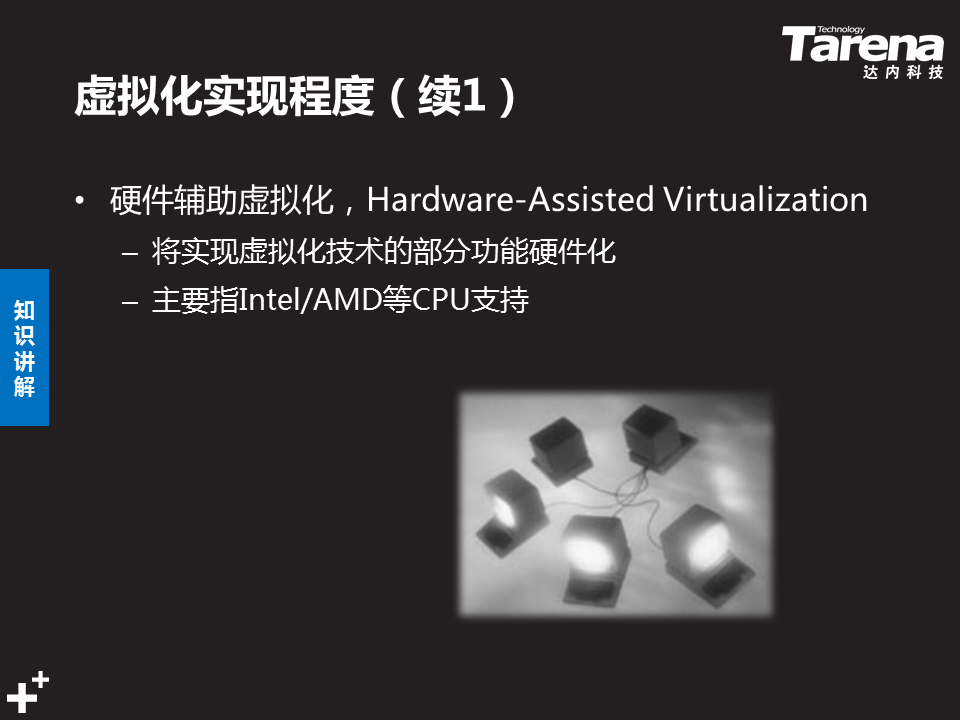 Technology
Tarena
达内科技
虚拟化实现程度（续1）
• 硬件辅助虚拟化，Hardware-Assisted Virtualization
– 将实现虚拟化技术的部分功能硬件化
– 主要指Intel/AMD等CPU支持
知
识
讲
解